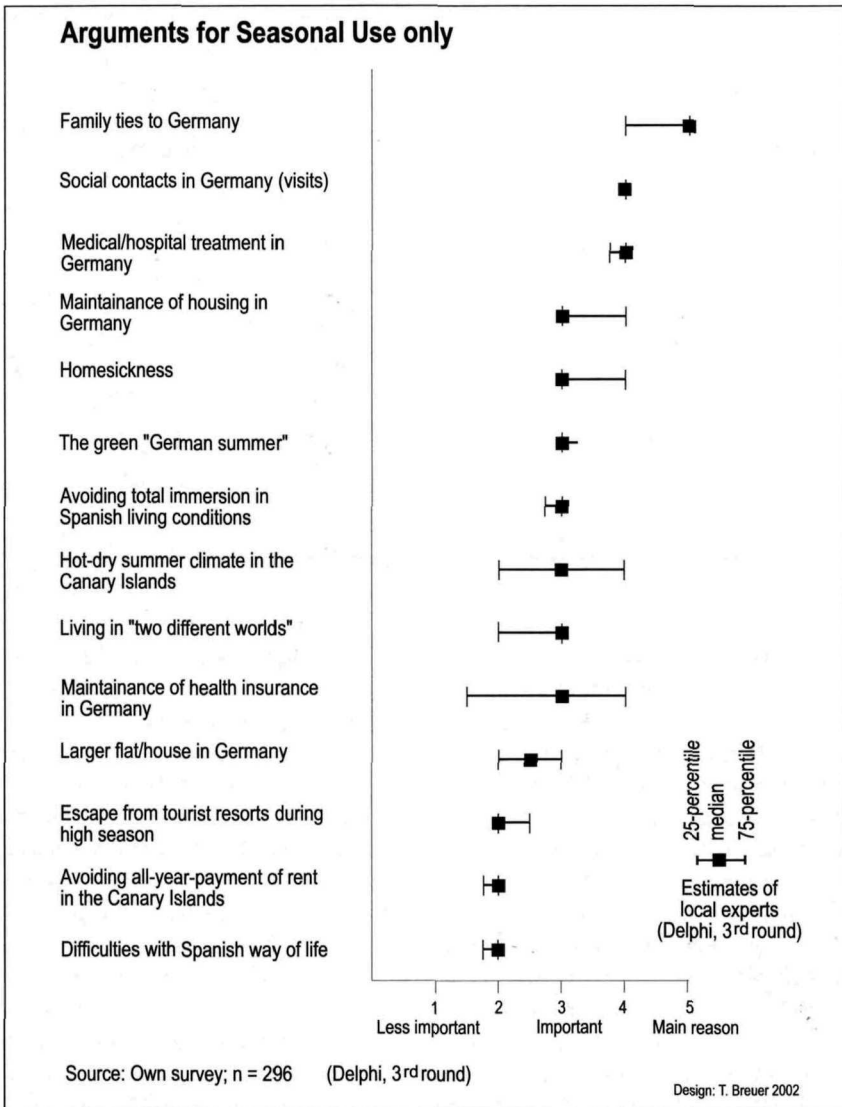 Arguments for Seasonal Use only
Family ties to Germany
Social contacts in Germany (visits)
Medical/hospital treatment in
Germany
Maintainance of housing in
Germany
Homesickness
The green "German summer"
Avoiding total immersion in
Spanish living conditions
Hot-dry summer climate in the
Canary Islands
Living in "two different worlds"
Maintainance of health insurance
in Germany
Larger flat/house in Germany
Escape from tourist resorts during
high season
Avoiding all-year-payment of rent
in the Canary Islands
Difficulties with Spanish way of life
25-percentile
median
75-percentile
Estimates of
local experts
(Delphi, 3rd round)
1 2 3 4 5
Less important Important Main reason
Source: Own survey; n = 296 (Delphi, 3rd round)
Design: T. Breuer 2002